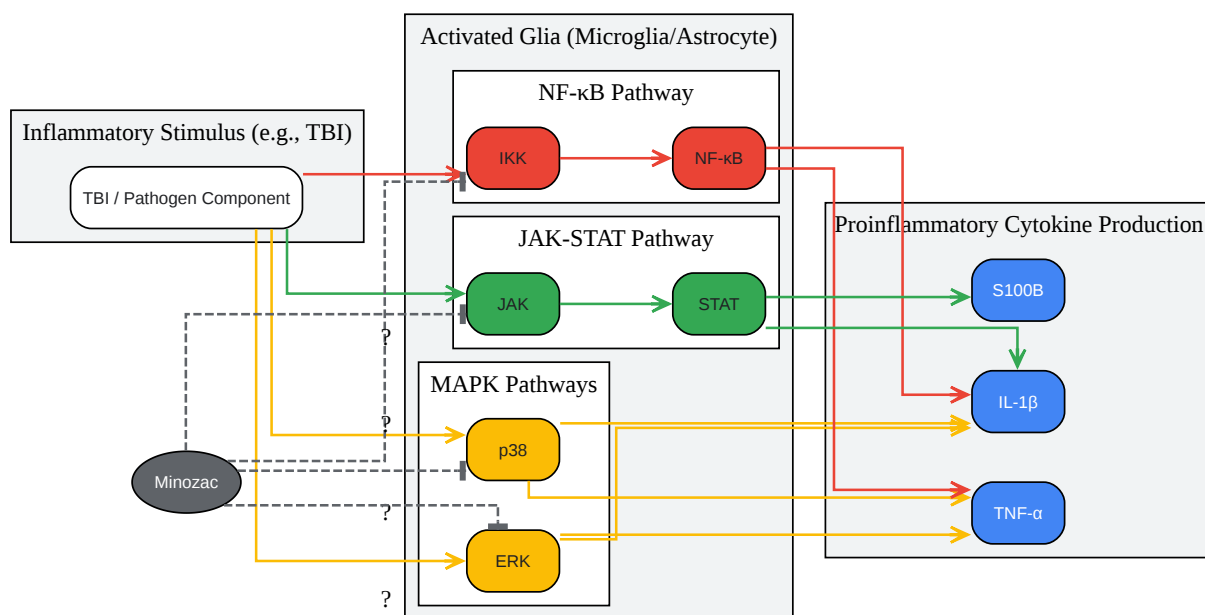 Activated Glia (Microglia/Astrocyte)
NF-κB Pathway
Inflammatory Stimulus (e.g., TBI)
IKK
NF-κB
TBI / Pathogen Component
JAK-STAT Pathway
Proinflammatory Cytokine Production
JAK
STAT
S100B
?
MAPK Pathways
IL-1β
?
p38
Minozac
?
TNF-α
ERK
?